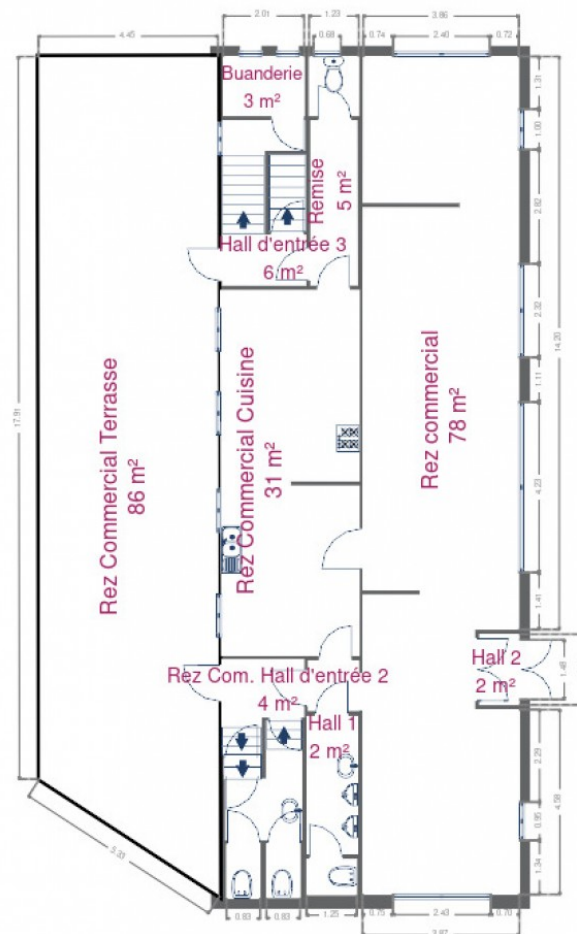 2.01
1.23
3.86
4.45
0.68
0.74
2.40
0.72
Buanderie
3 m²
1.31
1.00
Remise
5 m²
2.82
Hall d'entrée 3
6 m²
2.32
14.20
17.91
1.11
Rez Commercial Terrasse
86 m²
Rez Commercial Cuisine
31 m²
Rez commercial
78 m²
4.23
1.41
Rez Com. Hall d'entrée 2
4 m²
Hall 2
2 m²
1.48
Hall 1
2 m²
2.29
4.58
0.95
1.34
0.83
0.83
1.25
0.75
2.43
0.70
3.87